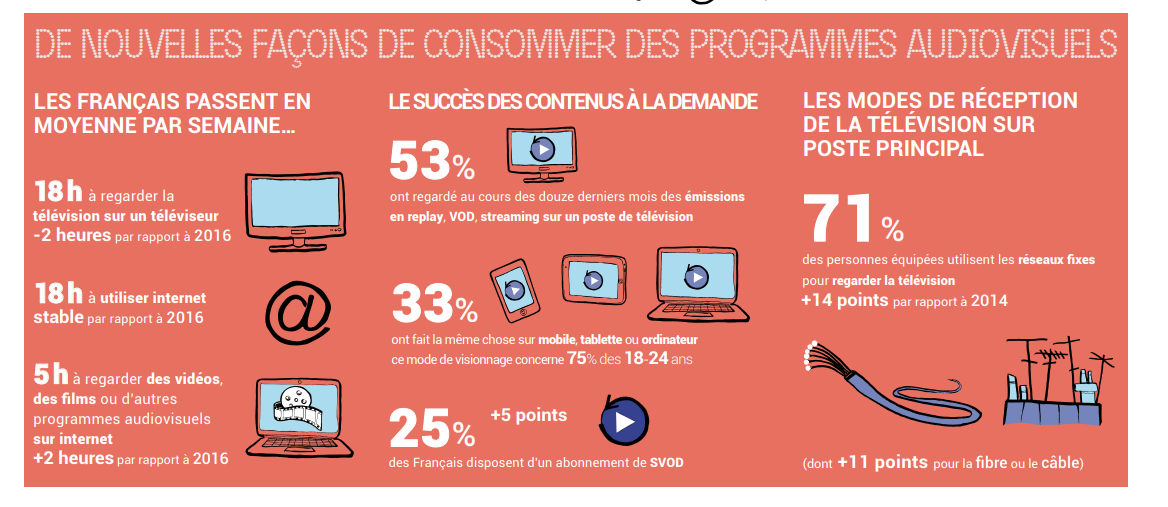 DE NOUVELLES FAÇONS DE CONSOMMER DES PROGRAMMES AUDIOVISUELS
LES FRANÇAIS PASSENT EN
MOYENNE PAR SEMAINE...
18h à regarder la
télévision sur un téléviseur
-2 heures par rapport à 2016
18h à utiliser internet
stable par rapport à 2016
5h à regarder des vidéos,
des films ou d'autres
programmes audiovisuels
sur internet
+2 heures par rapport à 2016
LE SUCCÈS DES CONTENUS À LA DEMANDE
53%
ont regardé au cours des douze derniers mois des émissions
en replay, VOD, streaming sur un poste de télévision
33%
ont fait la même chose sur mobile, tablette ou ordinateur
ce mode de visionnage concerne 75% des 18-24 ans
25% +5 points
des Français disposent d'un abonnement de SVOD
LES MODES DE RÉCEPTION
DE LA TÉLÉVISION SUR
POSTE PRINCIPAL
71%
des personnes équipées utilisent les réseaux fixes
pour regarder la télévision
+14 points par rapport à 2014
(dont +11 points pour la fibre ou le câble)